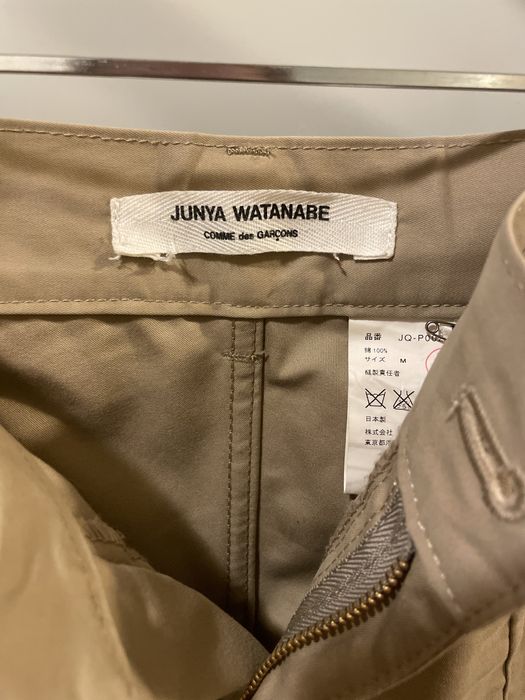 JUNYA WATANABE
COMME des GARÇONS
品番 JQ-P00
綿100%
サイズ M
縫製責任者
日本製
株式会社
東京都港